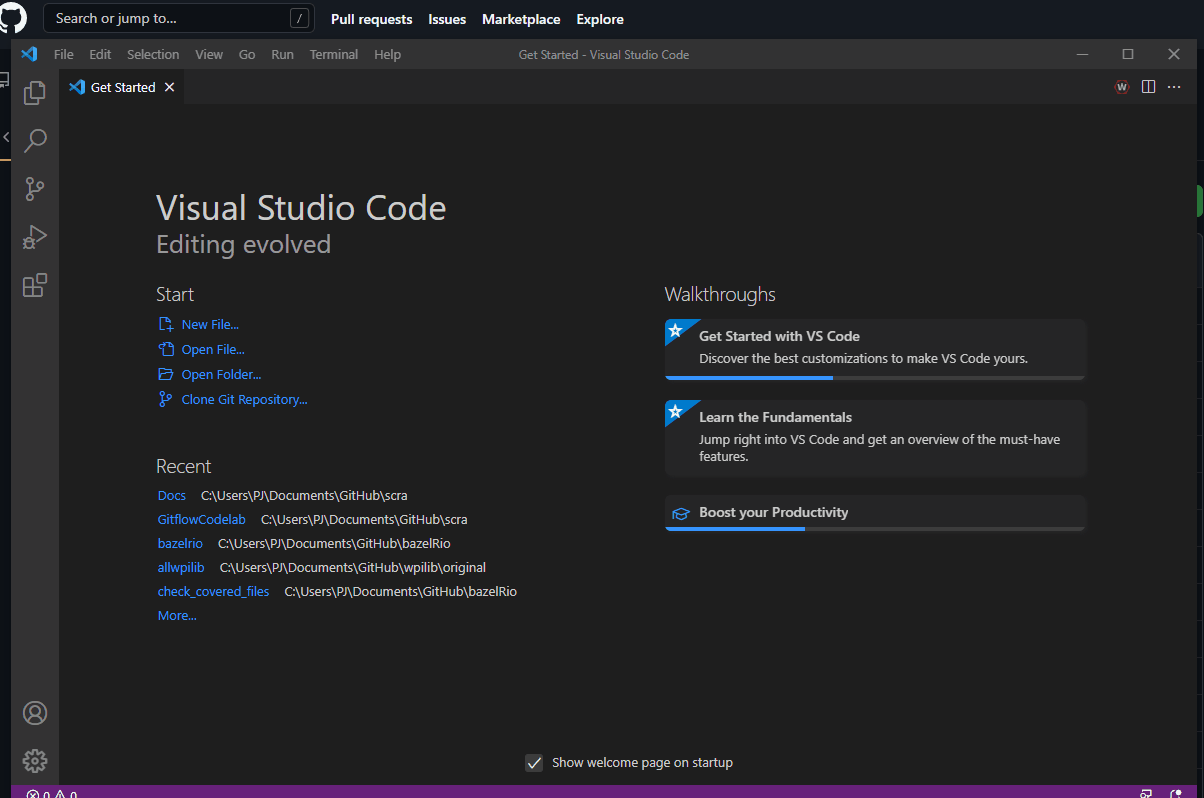 Search or jump to... / Pull requests Issues Marketplace Explore
File Edit Selection View Go Run Terminal Help Get Started - Visual Studio Code
Get Started
W
Visual Studio Code
Editing evolved
Start
New File...
Open File...
Open Folder...
Clone Git Repository...
Recent
Docs C:\Users\PJ\Documents\GitHub\scra
GitflowCodelab C:\Users\PJ\Documents\GitHub\scra
bazelrio C:\Users\PJ\Documents\GitHub\bazelRio
allwpilib C:\Users\PJ\Documents\GitHub\wpilib\original
check_covered_files C:\Users\PJ\Documents\GitHub\bazelRio
More...
Walkthroughs
Get Started with VS Code
Discover the best customizations to make VS Code yours.
Learn the Fundamentals
Jump right into VS Code and get an overview of the must-have
features.
Boost your Productivity
Show welcome page on startup
0 0